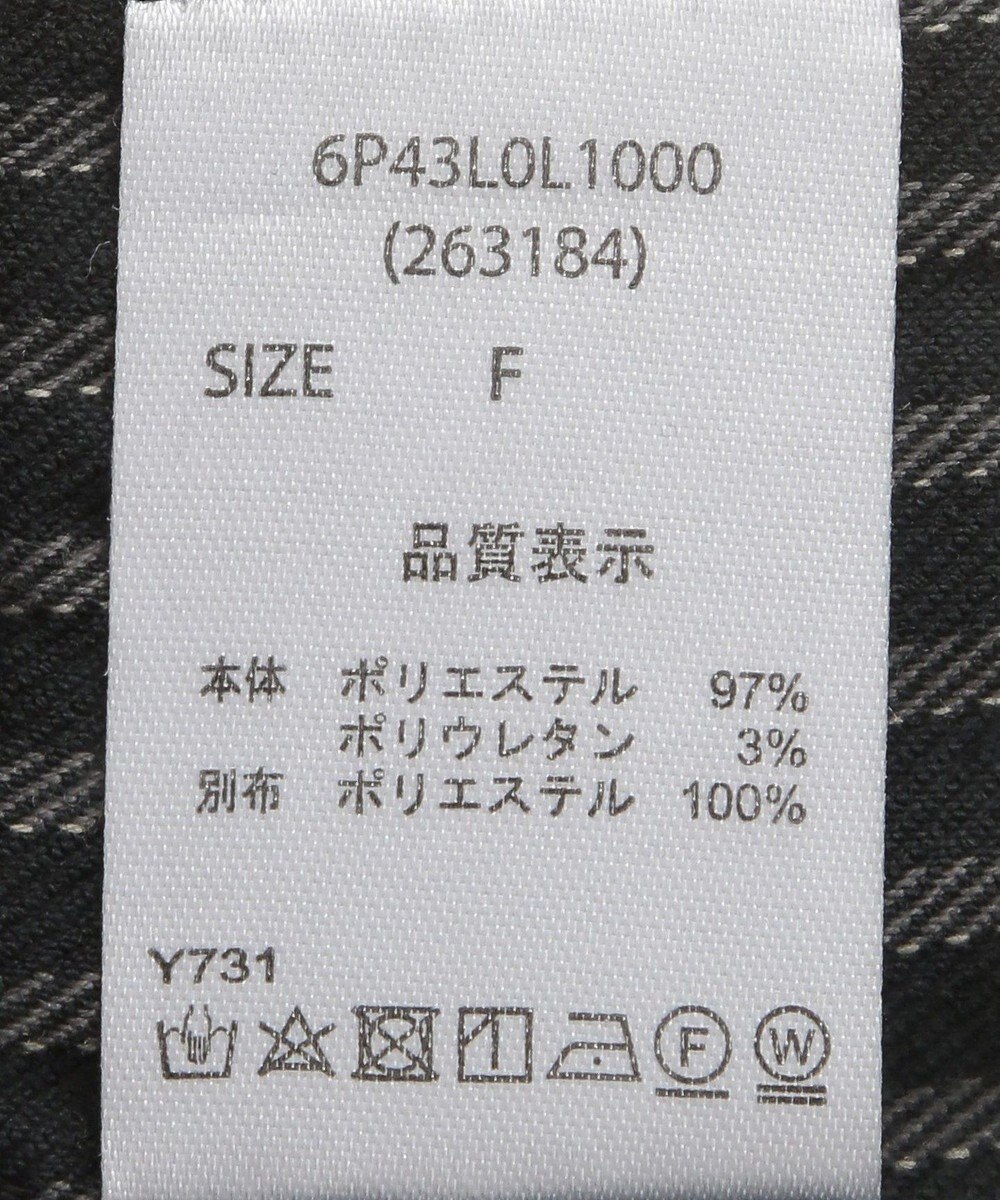 6P43L0L1000
(263184)
SIZE F
品質表示
本体 ポリエステル 97%
ポリウレタン 3%
別布 ポリエステル 100%
Y731
F W